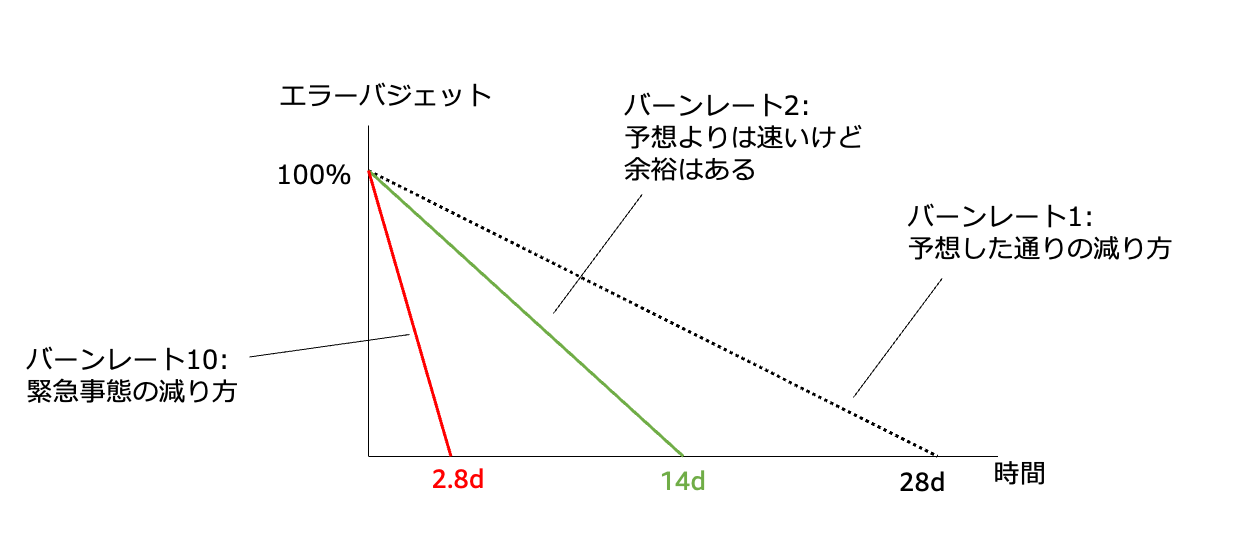 エラーバジェット
バーンレート2:
予想よりは速いけど
余裕はある
100%
バーンレート1:
予想した通りの減り方
バーンレート10:
緊急事態の減り方
2.8d
14d
28d
時間